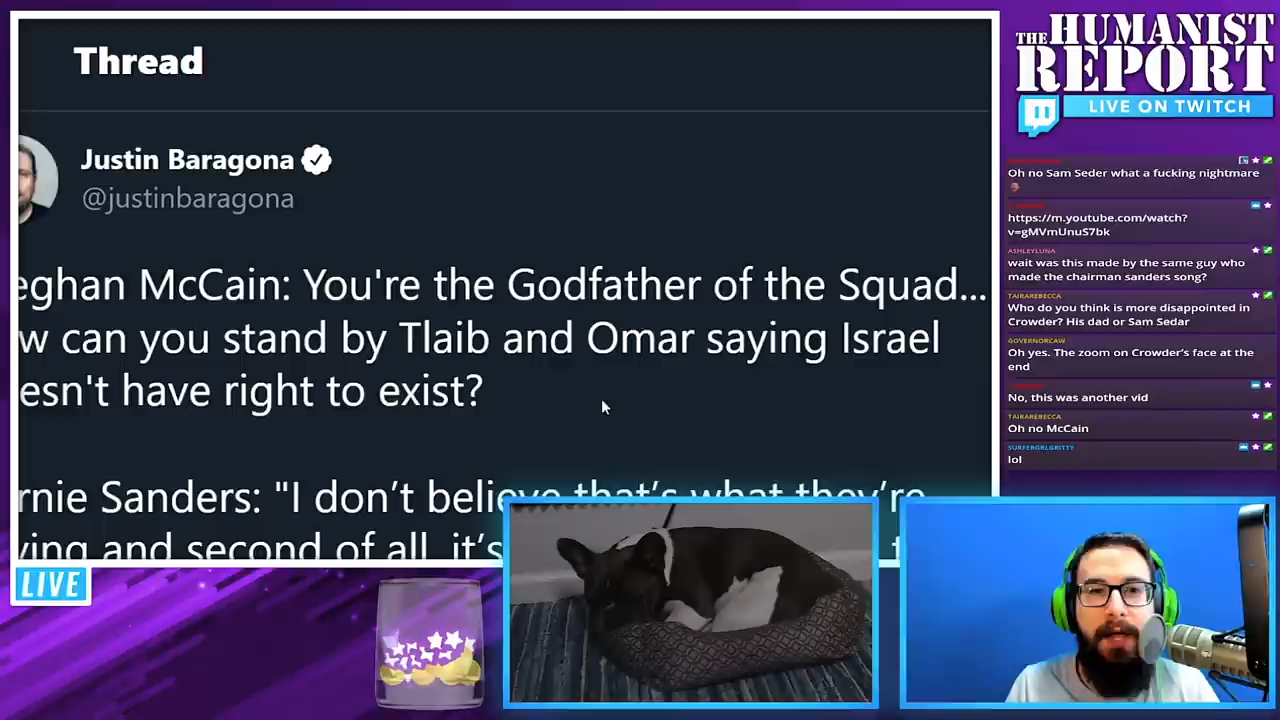 Thread
Justin Baragona
@justinbaragona
eghan McCain: You're the Godfather of the Squad...
w can you stand by Tlaib and Omar saying Israel
esn't have right to exist?
rnie Sanders: "I don't believe that's what they're
ying and second of all, it's
LIVE
THE HUMANIST
REPORT
LIVE ON TWITCH
Oh no Sam Seder what a fucking nightmare
https://m.youtube.com/watch?
v=gMVmUnuS7bk
ASHLEYLUNA
wait was this made by the same guy who
made the chairman sanders song?
TAIRAREBECCA
Who do you think is more disappointed in
Crowder? His dad or Sam Sedar
GOVERNORCAW
Oh yes. The zoom on Crowder's face at the
end
No, this was another vid
TAIRAREBECCA
Oh no McCain
SURFERGRLGRITTY
lol